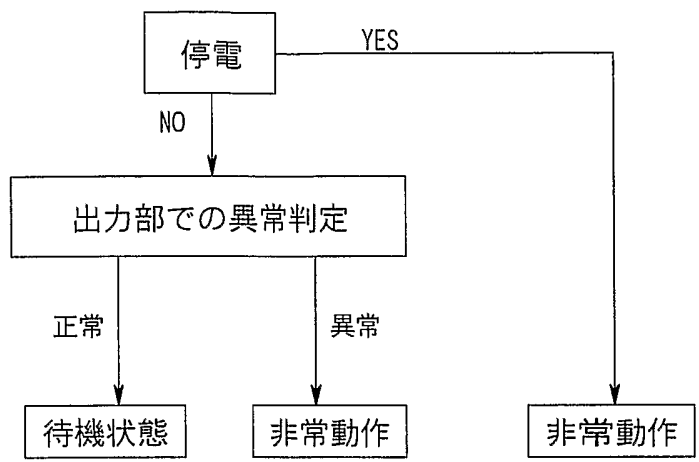 停電
YES
NO
出力部での異常判定
正常
異常
待機状態
非常動作
非常動作